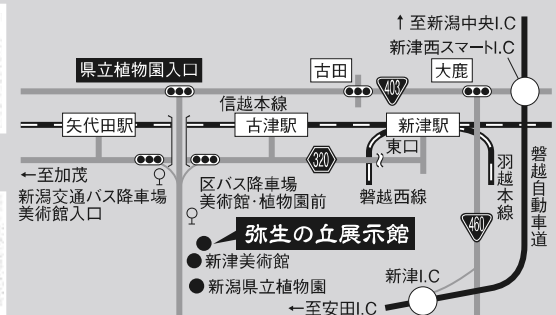 ↑至新潟中央I.C
新津西スマートI.C
県立植物園入口
古田
大鹿
403
信越本線
矢代田駅
古津駅
新津駅
東口
320
←至加茂
新潟交通バス降車場
美術館入口
区バス降車場
美術館・植物園前
磐越西線
羽越本線
磐越自動車道
弥生の丘展示館
460
新津美術館
新潟県立植物園
新津I.C
←至安田I.C